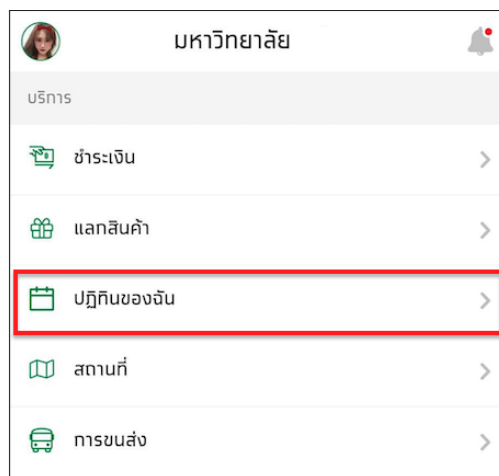 มหาวิทยาลัย
บริการ
ชำระเงิน
แลกสินค้า
ปฏิทินของฉัน
สถานที่
การขนส่ง